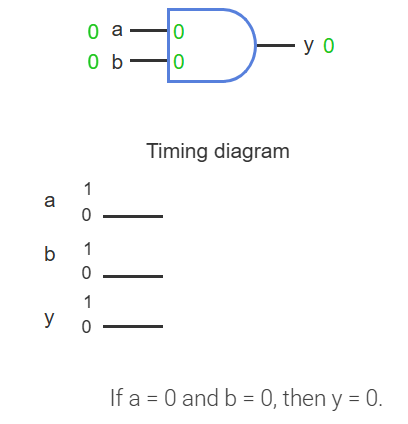 0 a 0
0 b 0
y 0
Timing diagram
a 1
0
b 1
0
y 1
0
If a = 0 and b = 0, then y = 0.